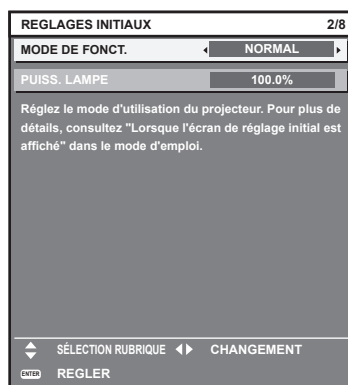 REGLAGES INITIAUX 2/8
MODE DE FONCT. NORMAL
PUISS. LAMPE 100.0%
Réglez le mode d'utilisation du projecteur. Pour plus de
détails, consultez "Lorsque l'écran de réglage initial est
affiché" dans le mode d'emploi.
SÉLECTION RUBRIQUE CHANGEMENT
ENTER REGLER